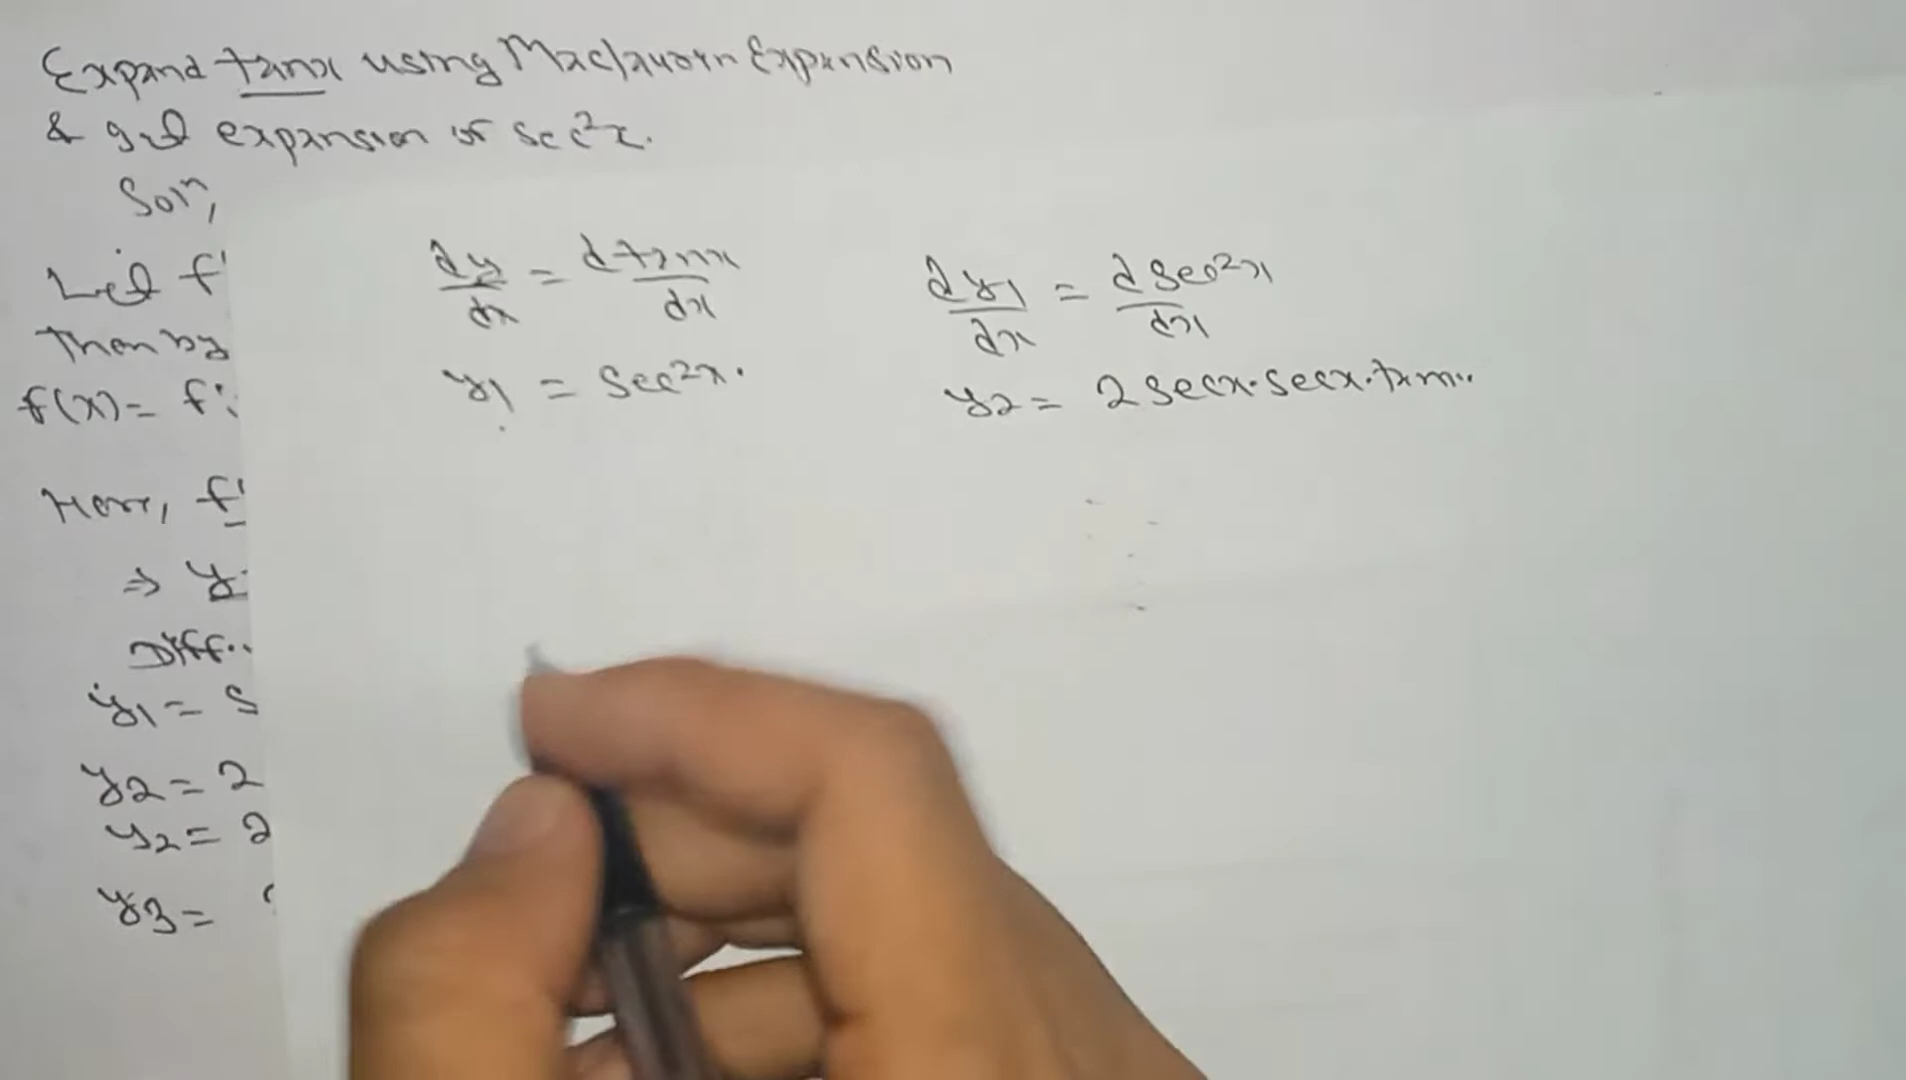 Expand tanx using Maclaurin Expansion
& get expansion of sec²x.
Solⁿ,
Let f
Then by
f(x)= f
Here, f
⇒ y
Diff..
y₁ = s
y₂ = 2
y₂ = 2
y₃ =
dy/dx = d tanx/dx
y₁ = sec²x.
dy₁/dx = d sec²x/dx
y₂ = 2 secx.secx.tanx.